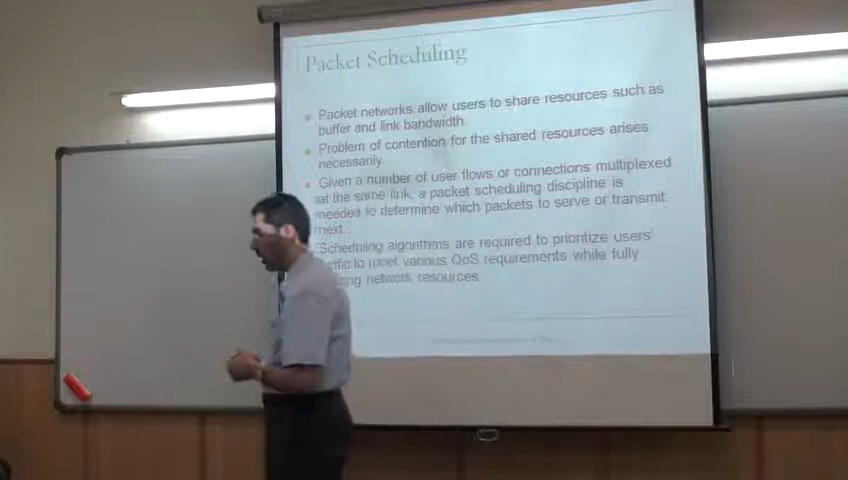 Packet Scheduling
Packet networks allow users to share resources such as
buffer and link bandwidth.
Problem of contention for the shared resources arises
necessarily.
Given a number of user flows or connections multiplexed
at the same link, a packet scheduling discipline is
needed to determine which packets to serve or transmit
next.
Scheduling algorithms are required to prioritize users'
to meet various QoS requirements while fully
network resources.